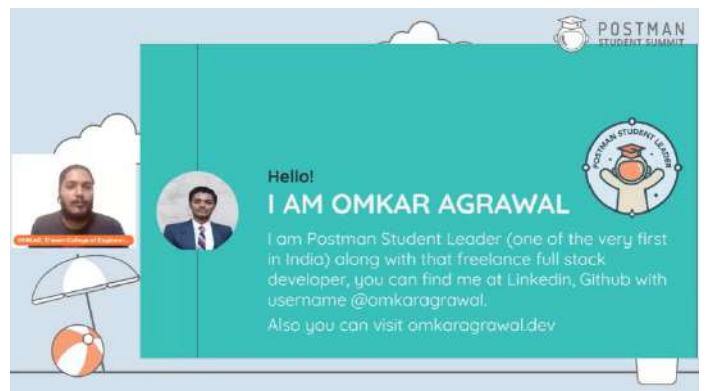 POSTMAN
STUDENT SUMMIT
POSTMAN STUDENT LEADER
Hello!
I AM OMKAR AGRAWAL
I am Postman Student Leader (one of the very first
in India) along with that freelance full stack
developer, you can find me at Linkedin, Github with
username @omkaragrawal.
Also you can visit omkaragrawal.dev